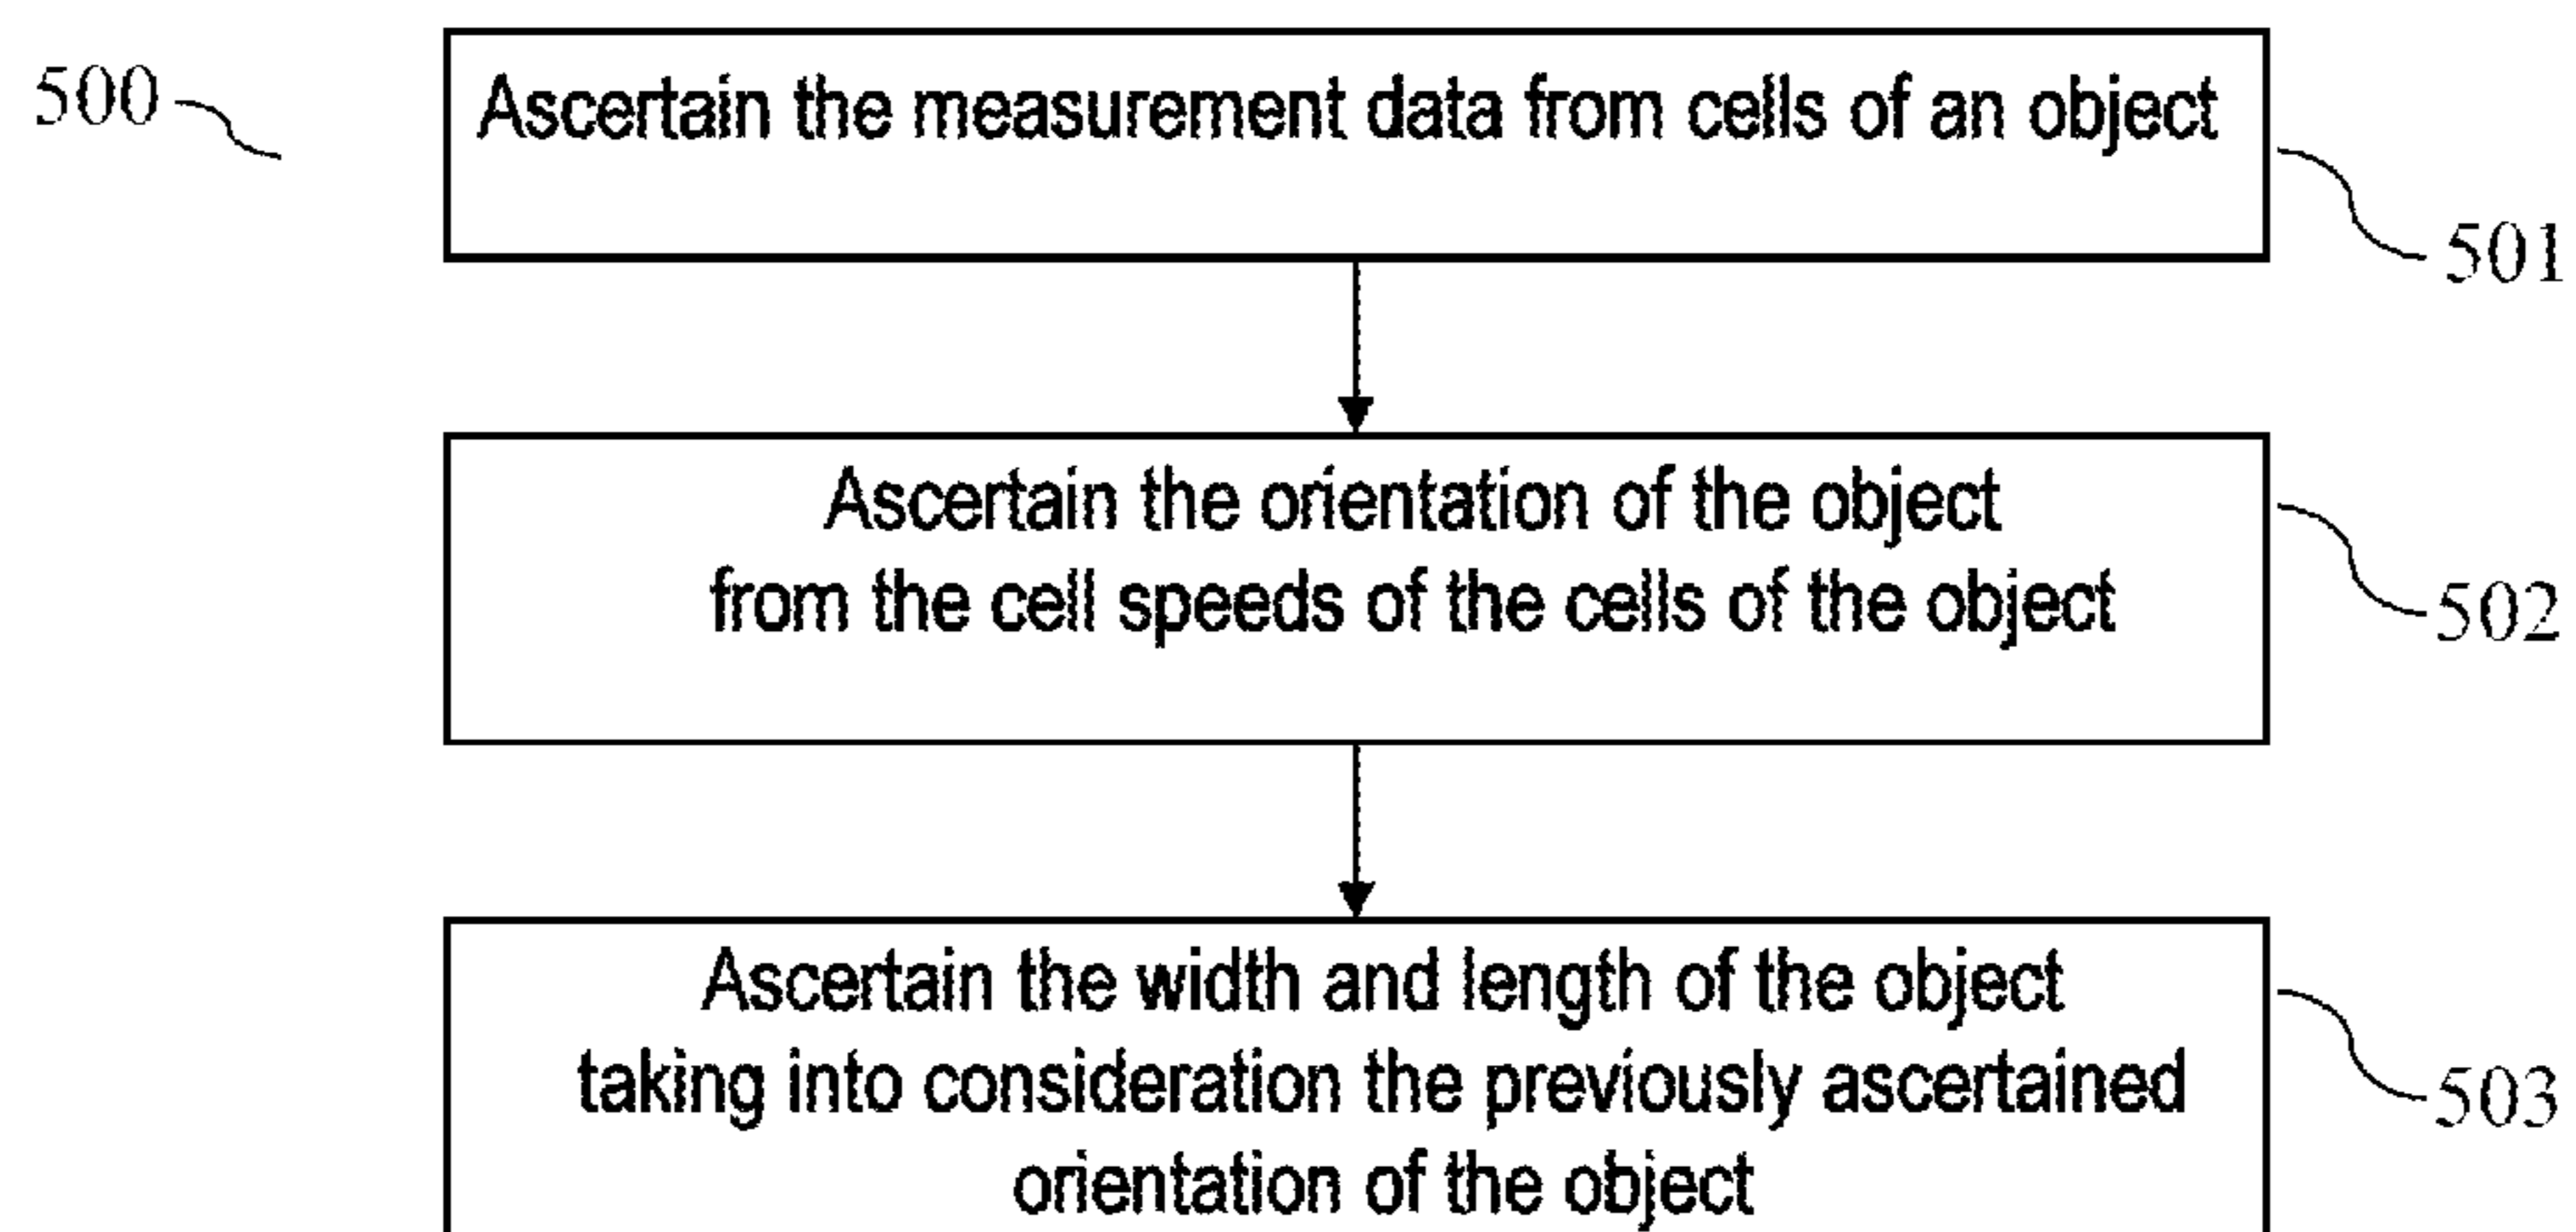 500
Ascertain the measurement data from cells of an object
501
Ascertain the orientation of the object
from the cell speeds of the cells of the object
502
Ascertain the width and length of the object
taking into consideration the previously ascertained
orientation of the object
503